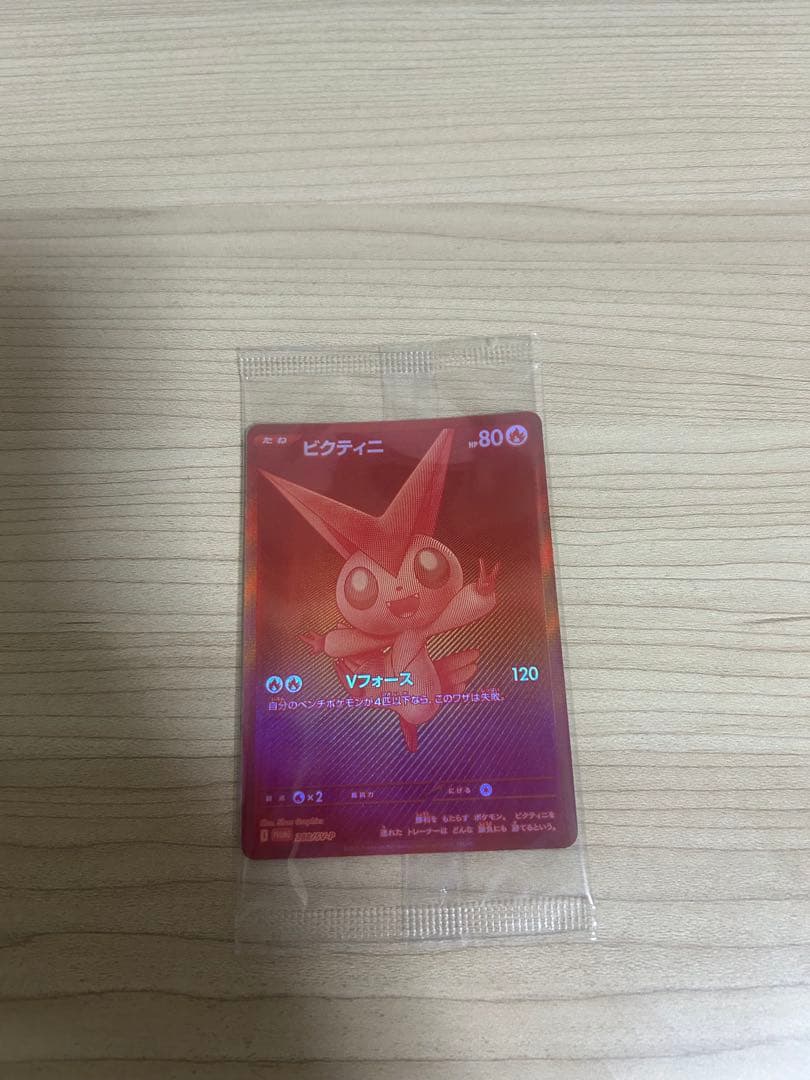 たね ビクティニ HP80
Vフォース 120
自分のベンチポケモンが4匹以下なら、このワザは失敗。
弱点 ×2 抵抗力 にげる
勝利を もたらす ポケモン。 ビクティニを
連れた トレーナーは どんな 勝負にも 勝てるという。
PROMO 388/SV-P